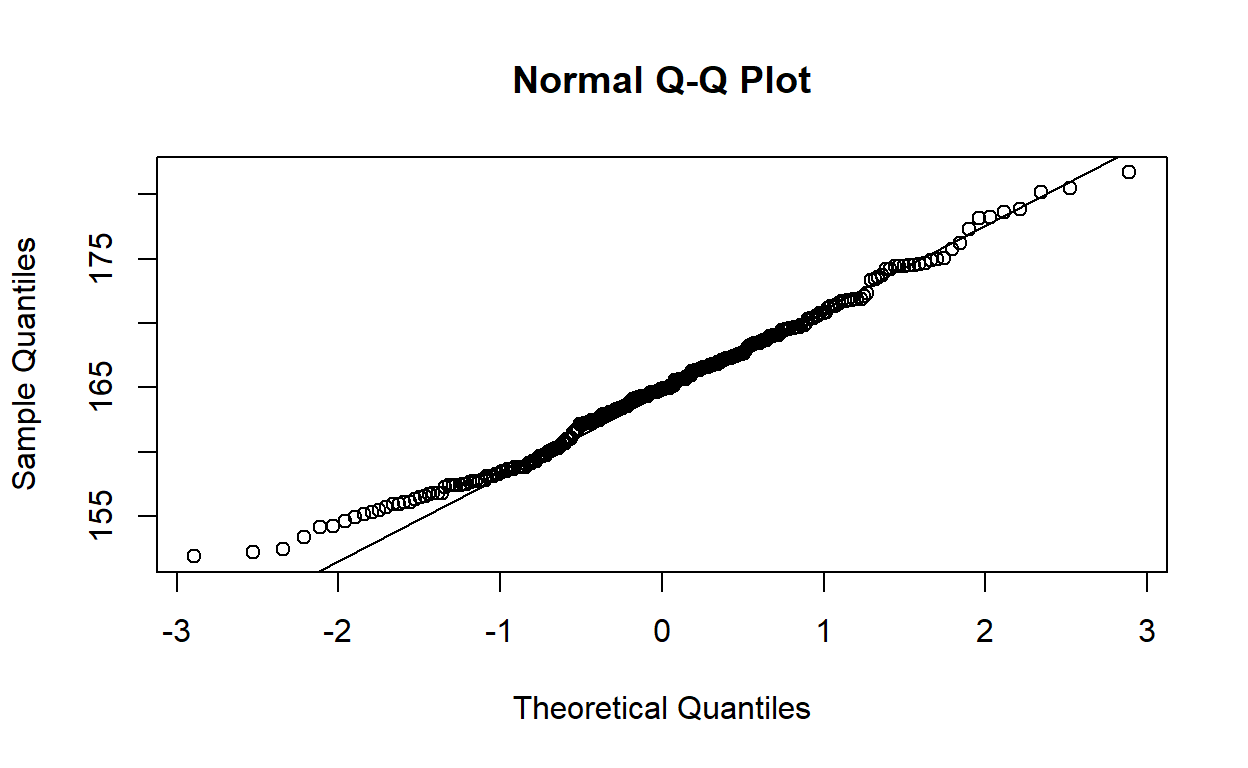 Normal Q-Q Plot
Sample Quantiles
175
165
155
-3 -2 -1 0 1 2 3
Theoretical Quantiles